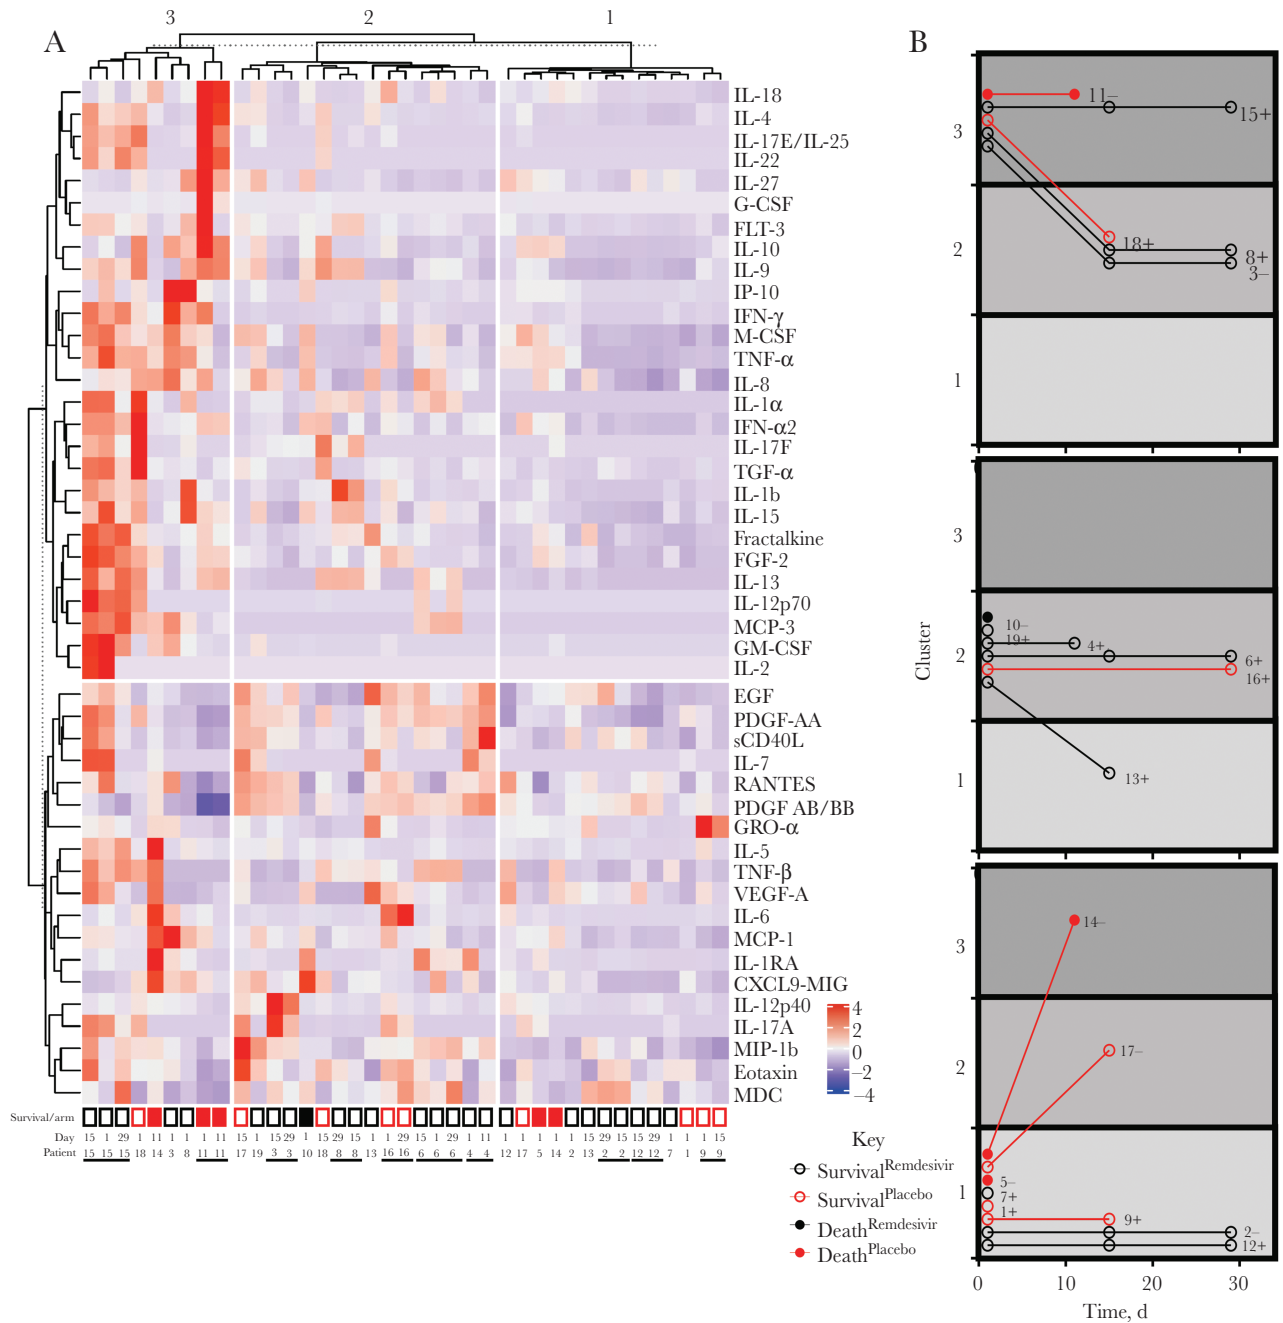 3 2 1
A
IL-18
IL-4
IL-17E/IL-25
IL-22
IL-27
G-CSF
FLT-3
IL-10
IL-9
IP-10
IFN-γ
M-CSF
TNF-α
IL-8
IL-1α
IFN-α2
IL-17F
TGF-α
IL-1b
IL-15
Fractalkine
FGF-2
IL-13
IL-12p70
MCP-3
GM-CSF
IL-2
EGF
PDGF-AA
sCD40L
IL-7
RANTES
PDGF AB/BB
GRO-α
IL-5
TNF-β
VEGF-A
IL-6
MCP-1
IL-1RA
CXCL9-MIG
IL-12p40
IL-17A
MIP-1b
Eotaxin
MDC
4
2
0
–2
–4
Survival/arm
Day 15 1 29 1 14 1 1 1 11 15 1 15 29 1 15 29 15 1 1 29 15 1 29 1 11 1 1 1 14 1 15 29 15 15 29 1 1 1 15
Patient 15 15 15 18 14 3 8 11 11 17 19 3 3 10 18 8 8 13 16 16 6 6 6 4 4 12 17 5 14 2 13 2 2 12 12 7 1 9 9
Key
Survival Remdesivir
Survival Placebo
Death Remdesivir
Death Placebo
B
Cluster
3
11–
15+
2
18+
8+
3–
1
3
2
10–
19+
4+
6+
16+
1
13+
3
14–
2
17–
1
5–
7+
1+
9+
2–
12+
0 10 20 30
Time, d